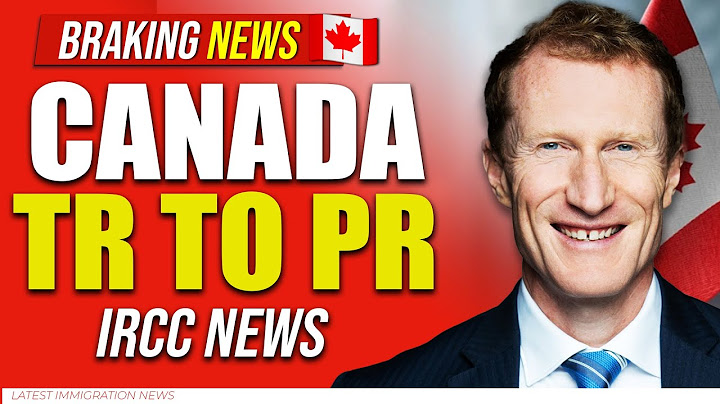 BRAKING NEWS
CANADA
TR TO PR
IRCC NEWS
LATEST IMMIGRATION NEWS